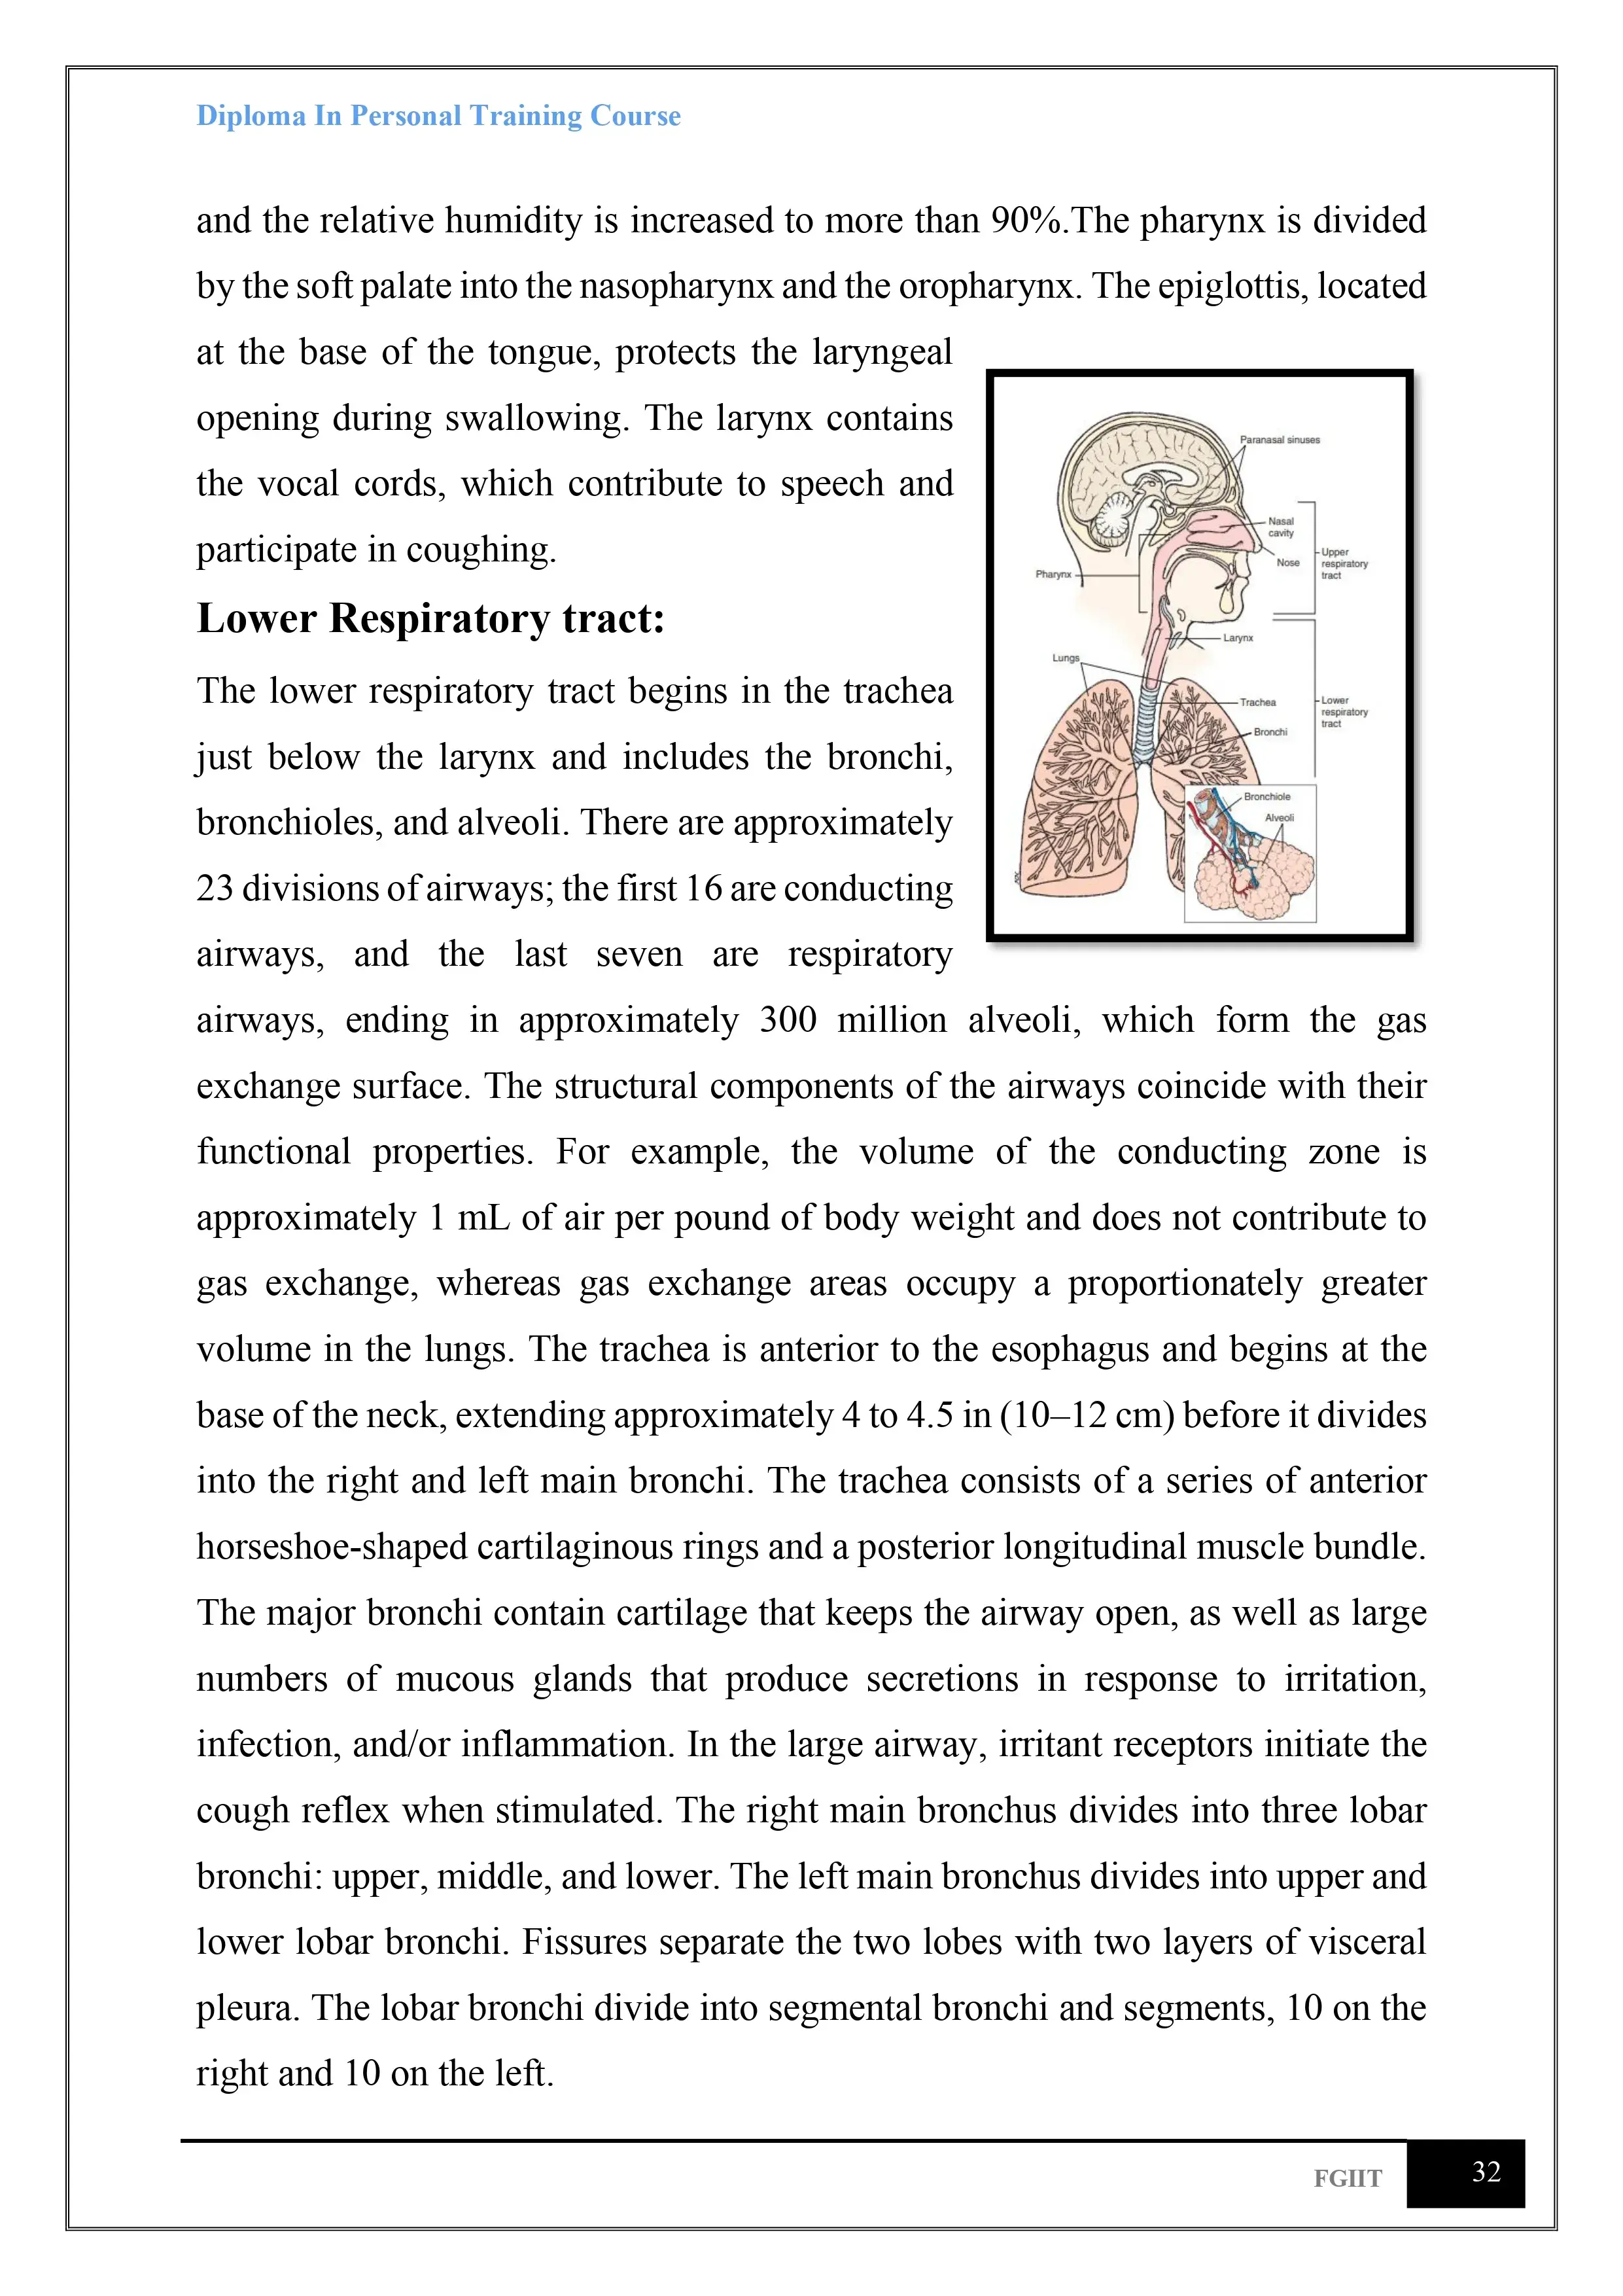 Diploma In Personal Training Course
and the relative humidity is increased to more than 90%.The pharynx is divided
by the soft palate into the nasopharynx and the oropharynx. The epiglottis, located
at the base of the tongue, protects the laryngeal
opening during swallowing. The larynx contains
the vocal cords, which contribute to speech and
participate in coughing.
Lower Respiratory tract:
The lower respiratory tract begins in the trachea
just below the larynx and includes the bronchi,
bronchioles, and alveoli. There are approximately
23 divisions of airways; the first 16 are conducting
airways, and the last seven are respiratory
Paranasal sinuses
Nasal
cavity
Nose
Upper
respiratory
tract
Pharynx
Larynx
Lungs
Trachea
Lower
respiratory
tract
Bronchi
Bronchiole
Alveoli
airways, ending in approximately 300 million alveoli, which form the gas
exchange surface. The structural components of the airways coincide with their
functional properties. For example, the volume of the conducting zone is
approximately 1 mL of air per pound of body weight and does not contribute to
gas exchange, whereas gas exchange areas occupy a proportionately greater
volume in the lungs. The trachea is anterior to the esophagus and begins at the
base of the neck, extending approximately 4 to 4.5 in (10–12 cm) before it divides
into the right and left main bronchi. The trachea consists of a series of anterior
horseshoe-shaped cartilaginous rings and a posterior longitudinal muscle bundle.
The major bronchi contain cartilage that keeps the airway open, as well as large
numbers of mucous glands that produce secretions in response to irritation,
infection, and/or inflammation. In the large airway, irritant receptors initiate the
cough reflex when stimulated. The right main bronchus divides into three lobar
bronchi: upper, middle, and lower. The left main bronchus divides into upper and
lower lobar bronchi. Fissures separate the two lobes with two layers of visceral
pleura. The lobar bronchi divide into segmental bronchi and segments, 10 on the
right and 10 on the left.
FGIIT
32